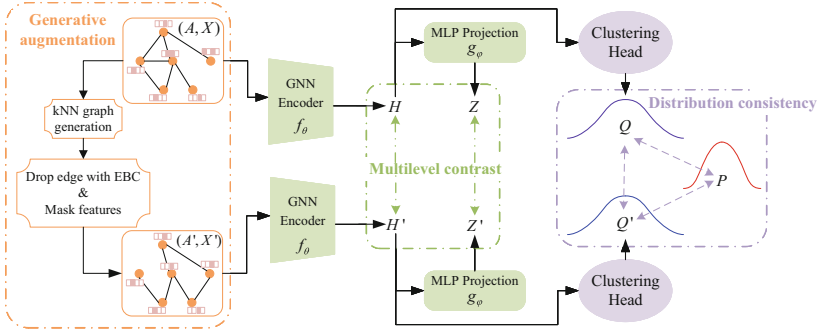 Generative
augmentation
(A, X)
kNN graph
generation
Drop edge with EBC
&
Mask features
(A', X')
GNN
Encoder
f_θ
GNN
Encoder
f_θ
MLP Projection
g_φ
H
Z
Multilevel contrast
H'
Z'
MLP Projection
g_φ
Clustering
Head
Distribution consistency
Q
P
Q'
Clustering
Head